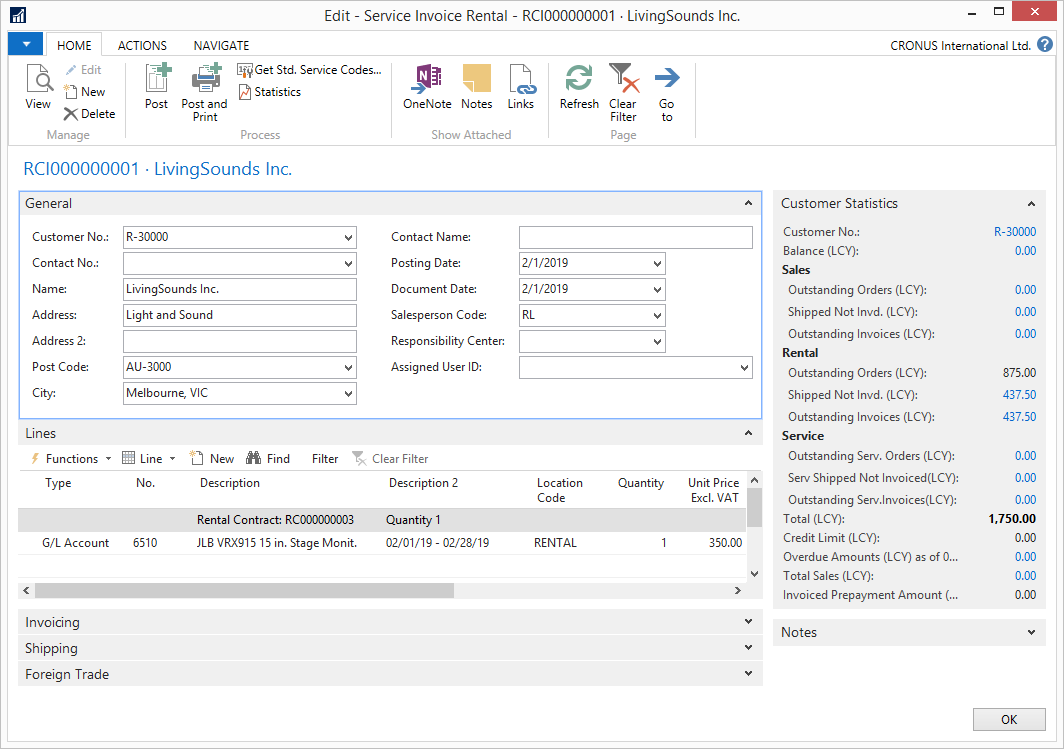 Edit - Service Invoice Rental - RCI000000001 · LivingSounds Inc.
HOME ACTIONS NAVIGATE CRONUS International Ltd. ?
View Edit New Delete
Manage
Post Post and Print Get Std. Service Codes... Statistics
Process
OneNote Notes Links
Show Attached
Refresh Clear Filter Go to
Page
RCI000000001 · LivingSounds Inc.
General
Customer No.: R-30000
Contact No.:
Name: LivingSounds Inc.
Address: Light and Sound
Address 2:
Post Code: AU-3000
City: Melbourne, VIC
Contact Name:
Posting Date: 2/1/2019
Document Date: 2/1/2019
Salesperson Code: RL
Responsibility Center:
Assigned User ID:
Lines
Functions Line New Find Filter Clear Filter
Type No. Description Description 2 Location Code Quantity Unit Price Excl. VAT
Rental Contract: RC000000003 Quantity 1
G/L Account 6510 JLB VRX915 15 in. Stage Monit. 02/01/19 - 02/28/19 RENTAL 1 350.00
Invoicing
Shipping
Foreign Trade
Customer Statistics
Customer No.: R-30000
Balance (LCY): 0.00
Sales
Outstanding Orders (LCY): 0.00
Shipped Not Invd. (LCY): 0.00
Outstanding Invoices (LCY): 0.00
Rental
Outstanding Orders (LCY): 875.00
Shipped Not Invd. (LCY): 437.50
Outstanding Invoices (LCY): 437.50
Service
Outstanding Serv. Orders (LCY): 0.00
Serv Shipped Not Invoiced(LCY): 0.00
Outstanding Serv.Invoices(LCY): 0.00
Total (LCY): 1,750.00
Credit Limit (LCY): 0.00
Overdue Amounts (LCY) as of 0... 0.00
Total Sales (LCY): 0.00
Invoiced Prepayment Amount (... 0.00
Notes
OK